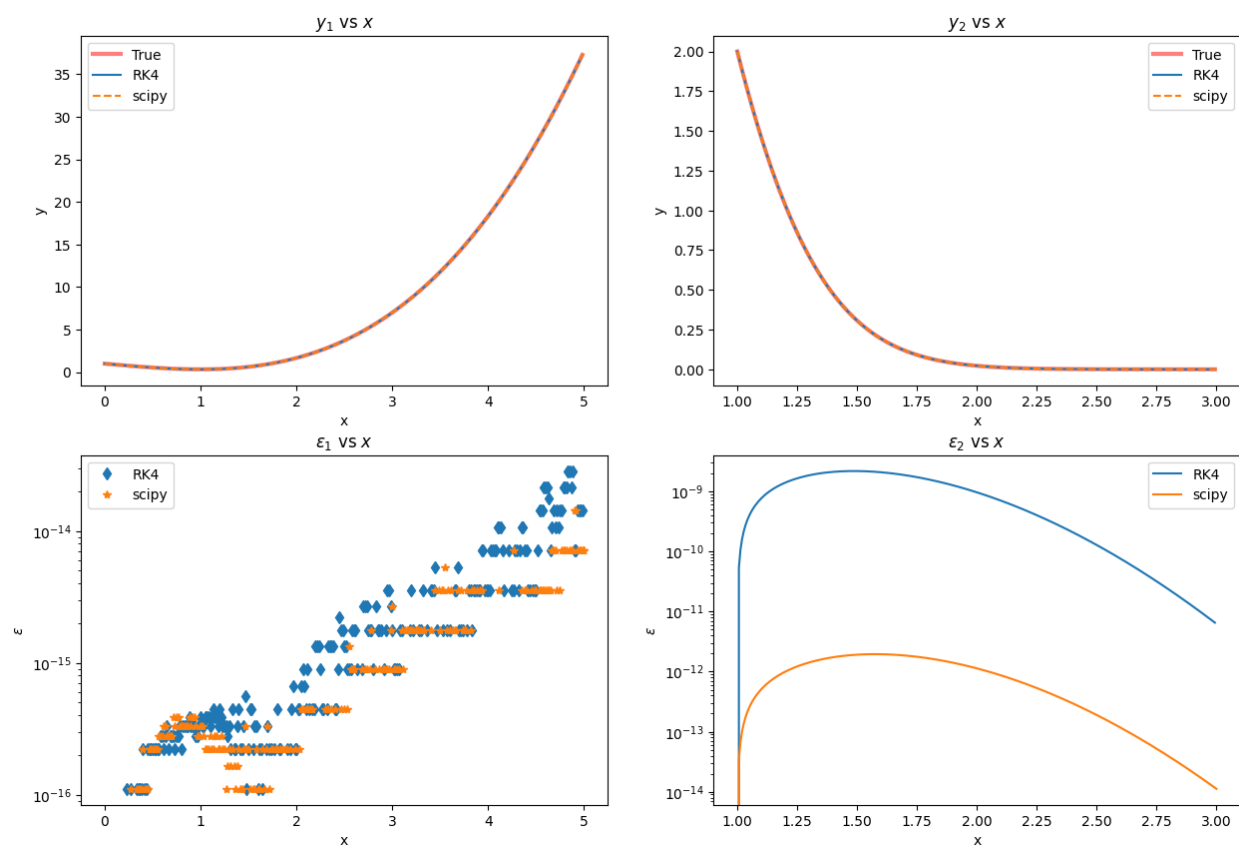 y₁ vs x
True
RK4
scipy
35
30
25
20
15
10
5
0
y
0 1 2 3 4 5
x
y₂ vs x
True
RK4
scipy
2.00
1.75
1.50
1.25
1.00
0.75
0.50
0.25
0.00
y
1.00 1.25 1.50 1.75 2.00 2.25 2.50 2.75 3.00
x
ε₁ vs x
RK4
scipy
10⁻¹⁴
10⁻¹⁵
10⁻¹⁶
ε
0 1 2 3 4 5
x
ε₂ vs x
RK4
scipy
10⁻⁹
10⁻¹⁰
10⁻¹¹
10⁻¹²
10⁻¹³
10⁻¹⁴
ε
1.00 1.25 1.50 1.75 2.00 2.25 2.50 2.75 3.00
x